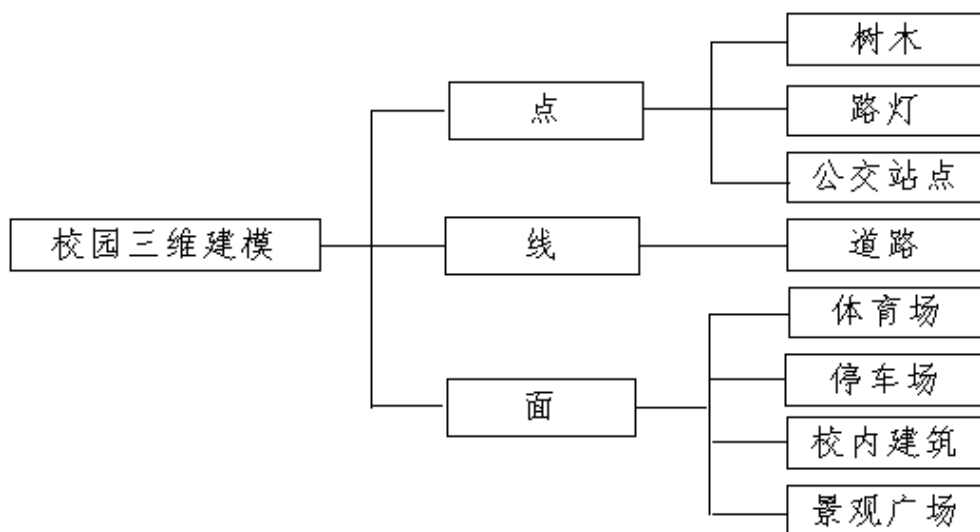 树木
点
路灯
公交站点
校园三维建模
线
道路
体育场
停车场
面
校内建筑
景观广场